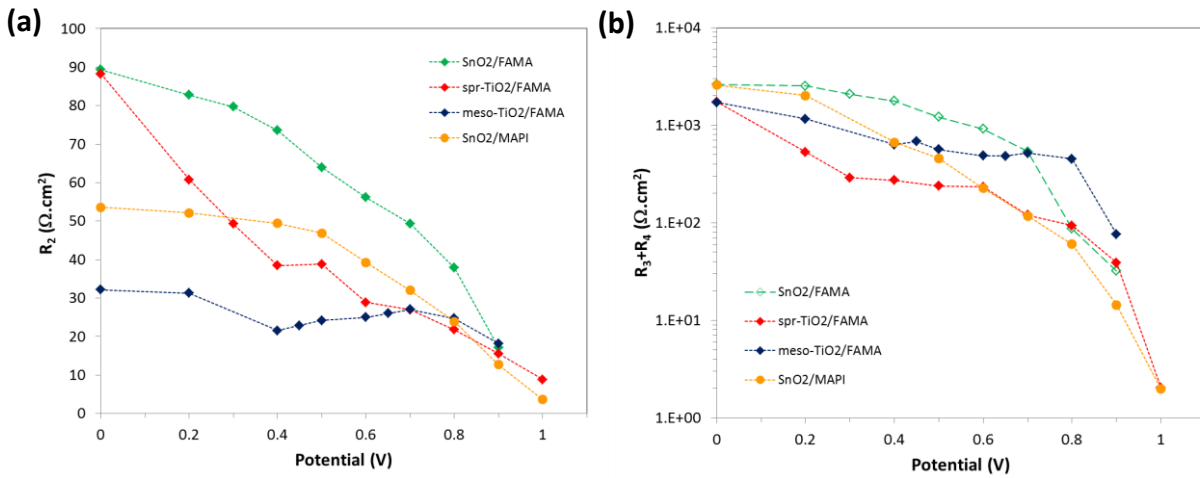 (a)
100
90
80
70
60
50
40
30
20
10
0
R₂ (Ω.cm²)
SnO2/FAMA
spr-TiO2/FAMA
meso-TiO2/FAMA
SnO2/MAPI
0 0.2 0.4 0.6 0.8 1
Potential (V)
(b)
1.E+04
1.E+03
1.E+02
1.E+01
1.E+00
R₃+R₄ (Ω.cm²)
SnO2/FAMA
spr-TiO2/FAMA
meso-TiO2/FAMA
SnO2/MAPI
0 0.2 0.4 0.6 0.8 1
Potential (V)